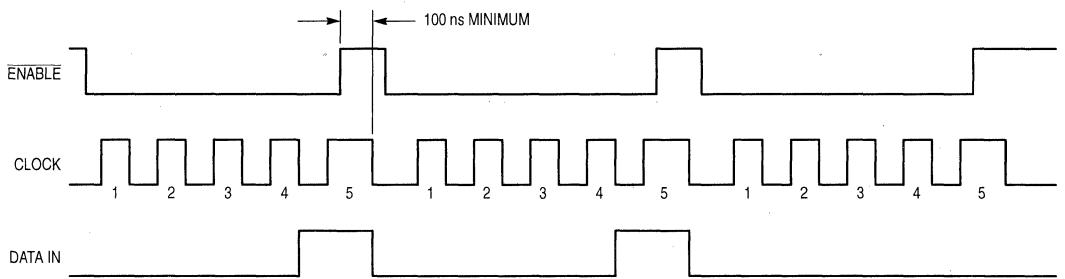 100 ns MINIMUM
ENABLE
CLOCK
1 2 3 4 5 1 2 3 4 5 1 2 3 4 5
DATA IN